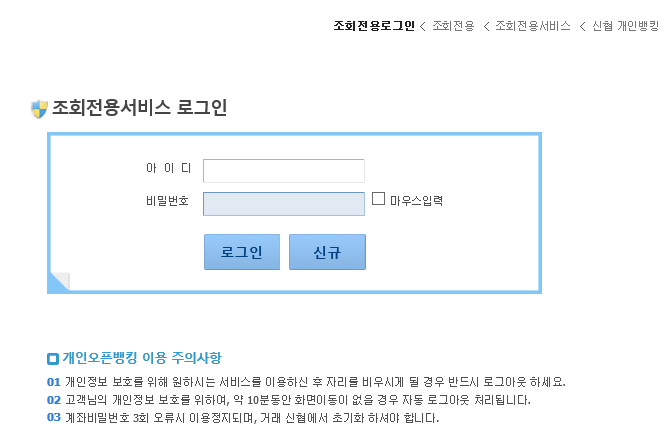 조회전용로그인 < 조회전용 < 조회전용서비스 < 신협 개인뱅킹
조회전용서비스 로그인
아 이 디
비밀번호 마우스입력
로그인 신규
개인오픈뱅킹 이용 주의사항
01 개인정보 보호를 위해 원하시는 서비스를 이용하신 후 자리를 비우시게 될 경우 반드시 로그아웃 하세요.
02 고객님의 개인정보 보호를 위하여, 약 10분동안 화면이동이 없을 경우 자동 로그아웃 처리됩니다.
03 계좌비밀번호 3회 오류시 이용정지되며, 거래 신협에서 초기화 하셔야 합니다.